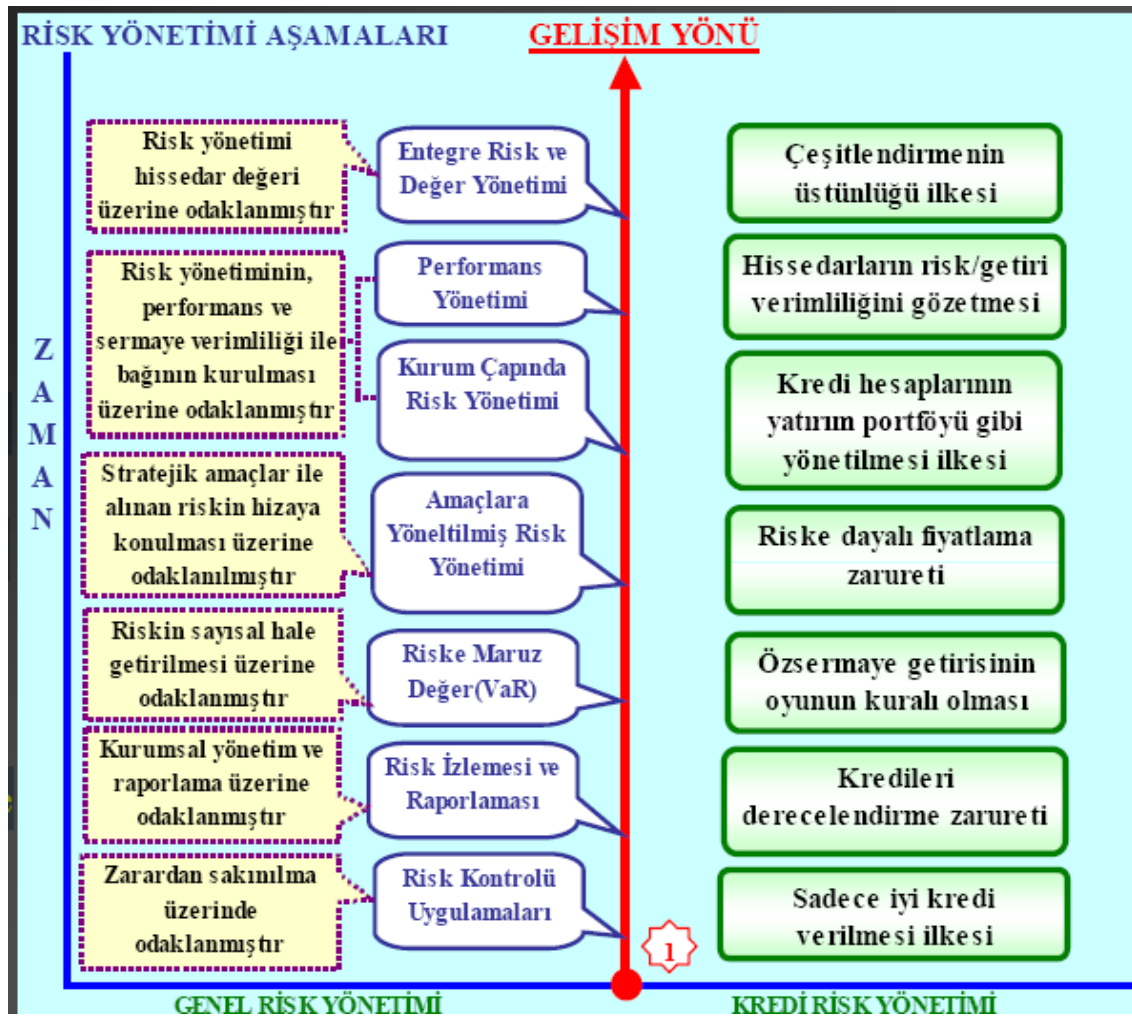 RİSK YÖNETİMİ AŞAMALARI
GELİŞİM YÖNÜ
Z
A
M
A
N
Risk yönetimi
hissedar değeri
üzerine odaklanmıştır
Entegre Risk ve
Değer Yönetimi
Çeşitlendirmenin
üstünlüğü ilkesi
Risk yönetiminin,
performans ve
sermaye verimliliği ile
bağının kurulması
üzerine odaklanmıştır
Performans
Yönetimi
Hissedarların risk/getiri
verimliliğini gözetmesi
Kurum Çapında
Risk Yönetimi
Kredi hesaplarının
yatırım portföyü gibi
yönetilmesi ilkesi
Stratejik amaçlar ile
alınan riskin hizaya
konulması üzerine
odaklanılmıştır
Amaçlara
Yöneltilmiş Risk
Yönetimi
Riske dayalı fiyatlama
zarureti
Riskin sayısal hale
getirilmesi üzerine
odaklanmıştır
Riske Maruz
Değer(VaR)
Özsermaye getirisinin
oyunun kuralı olması
Kurumsal yönetim ve
raporlama üzerine
odaklanmıştır
Risk İzlemesi ve
Raporlaması
Kredileri
derecelendirme zarureti
Zarardan sakınılma
üzerinde
odaklanmıştır
Risk Kontrolü
Uygulamaları
Sadece iyi kredi
verilmesi ilkesi
1
GENEL RİSK YÖNETİMİ
KREDİ RİSK YÖNETİMİ